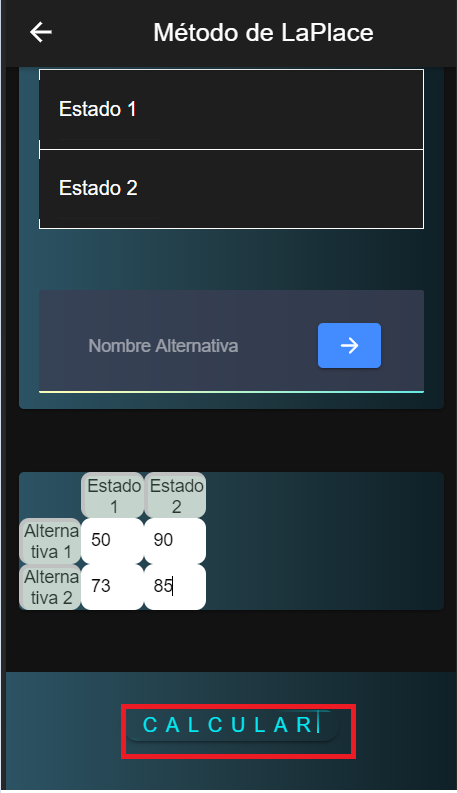 Método de LaPlace
Estado 1
Estado 2
Nombre Alternativa
Estado Estado
1 2
Alterna
tiva 1
50 90
Alterna
tiva 2
73 85
CALCULAR